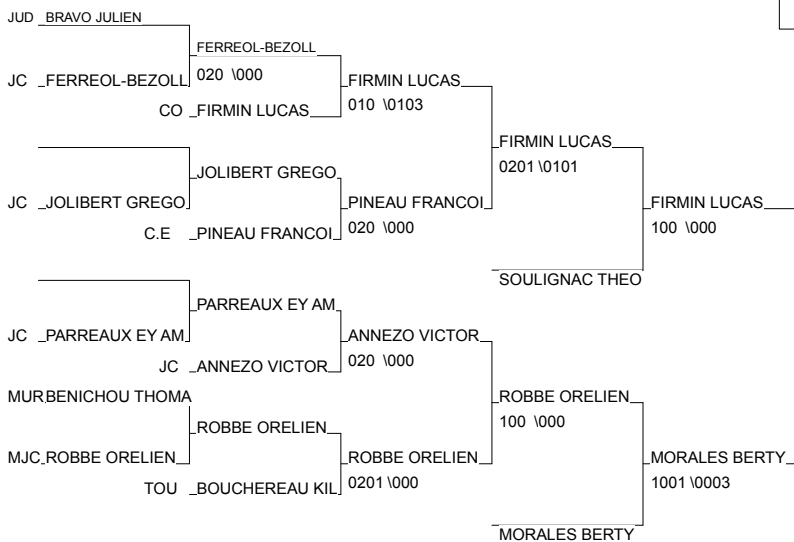 JUD BRAVO JULIEN
FERREOL-BEZOLL
JC FERREOL-BEZOLL 020 \000 FIRMIN LUCAS
CO FIRMIN LUCAS 010 \0103
FIRMIN LUCAS
0201 \0101
JOLIBERT GREGO
JC JOLIBERT GREGO PINEAU FRANCOI FIRMIN LUCAS
C.E PINEAU FRANCOI 020 \000 100 \000
SOULIGNAC THEO
PARREAUX EY AM
JC PARREAUX EY AM ANNEZO VICTOR
JC ANNEZO VICTOR 020 \000
MUR BENICHOU THOMA ROBBE ORELIEN
100 \000
ROBBE ORELIEN
MJC ROBBE ORELIEN ROBBE ORELIEN MORALES BERTY
TOU BOUCHEREAU KIL 0201 \000 1001 \0003
MORALES BERTY